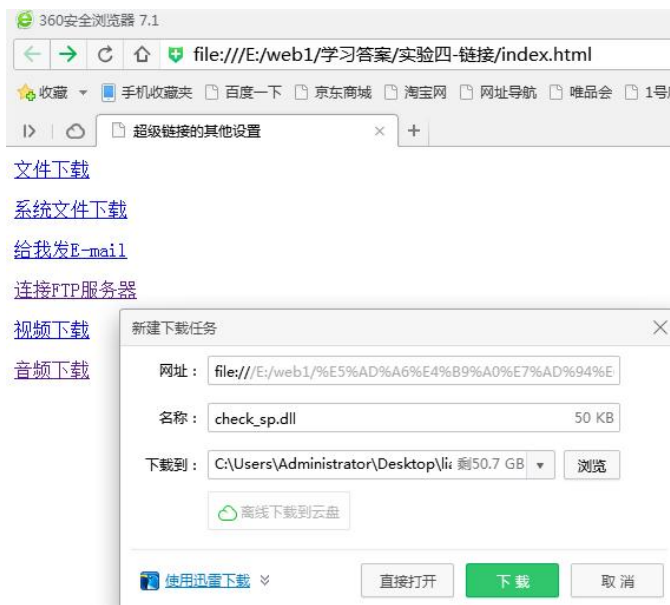 360安全浏览器 7.1
file:///E:/web1/学习答案/实验四-链接/index.html
收藏 手机收藏夹 百度一下 京东商城 淘宝网 网址导航 唯品会 1号
超级链接的其他设置
文件下载
系统文件下载
给我发E-mail
连接FTP服务器
视频下载
音频下载
新建下载任务
网址： file:///E:/web1/%E5%AD%A6%E4%B9%A0%E7%AD%94%E
名称： check_sp.dll 50 KB
下载到： C:\Users\Administrator\Desktop\lia 剩50.7 GB 浏览
离线下载到云盘
使用迅雷下载 直接打开 下载 取消